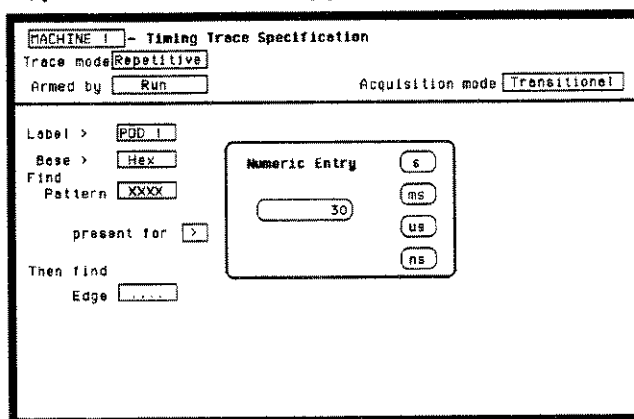 MACHINE 1 - Timing Trace Specification
Trace mode Repetitive
Armed by Run Acquisition mode Transitional
Label > POD 1
Base > Hex
Find
Pattern XXXX
present for >
Then find
Edge ....
Numeric Entry
30
s
ms
us
ns